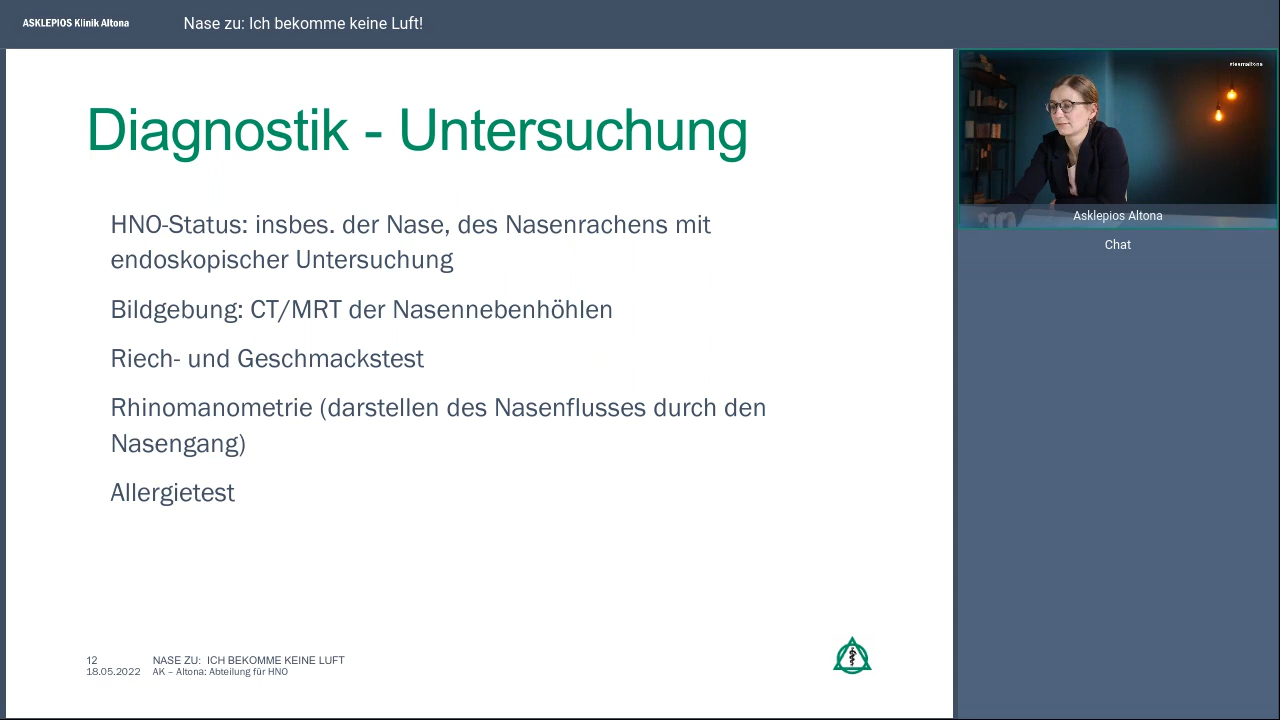 ASKLEPIOS Klinik Altona
Nase zu: Ich bekomme keine Luft!
Diagnostik - Untersuchung
HNO-Status: insbes. der Nase, des Nasenrachens mit
endoskopischer Untersuchung
Bildgebung: CT/MRT der Nasennebenhöhlen
Riech- und Geschmackstest
Rhinomanometrie (darstellen des Nasenflusses durch den
Nasengang)
Allergietest
12 NASE ZU: ICH BEKOMME KEINE LUFT
18.05.2022 AK – Altona: Abteilung für HNO
#teamaltona
Asklepios Altona
Chat